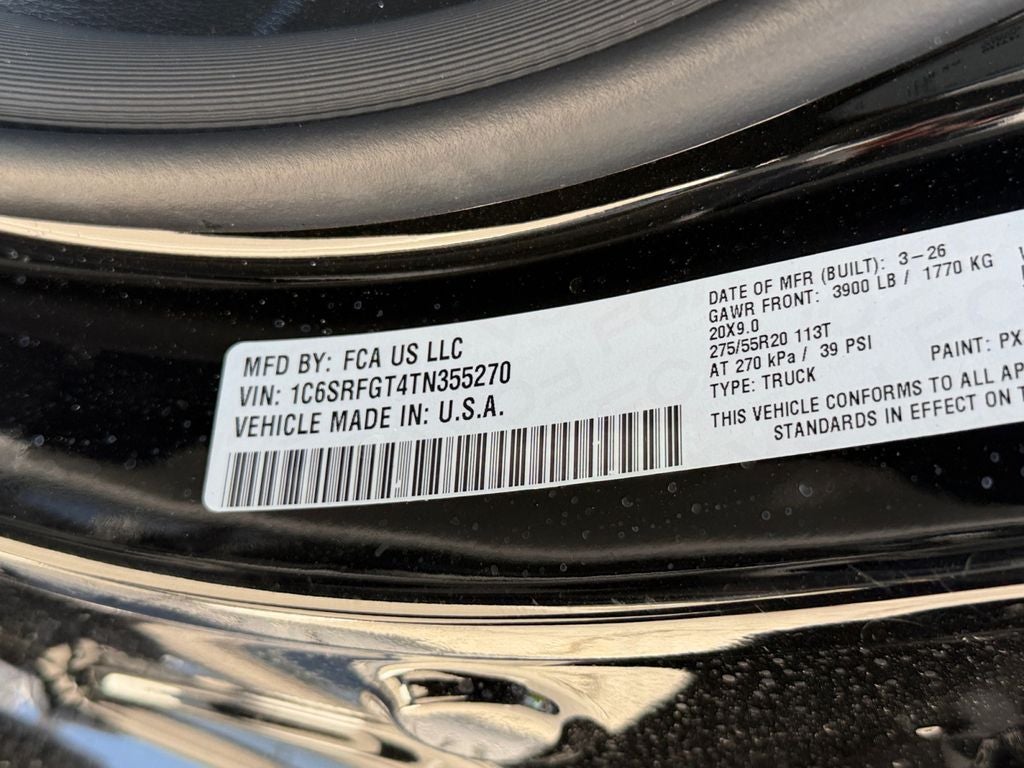 MFD BY: FCA US LLC
VIN: 1C6SRFGT4TN355270
VEHICLE MADE IN: U.S.A.
DATE OF MFR (BUILT): 3-26
GAWR FRONT: 3900 LB / 1770 KG
20X9.0
275/55R20 113T
AT 270 kPa / 39 PSI
TYPE: TRUCK
PAINT: PX
THIS VEHICLE CONFORMS TO ALL AP
STANDARDS IN EFFECT ON T